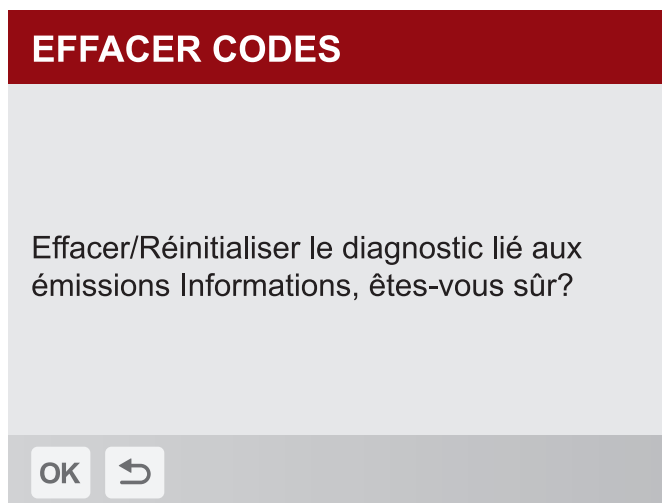 EFFACER CODES
Effacer/Réinitialiser le diagnostic lié aux
émissions Informations, êtes-vous sûr?
OK